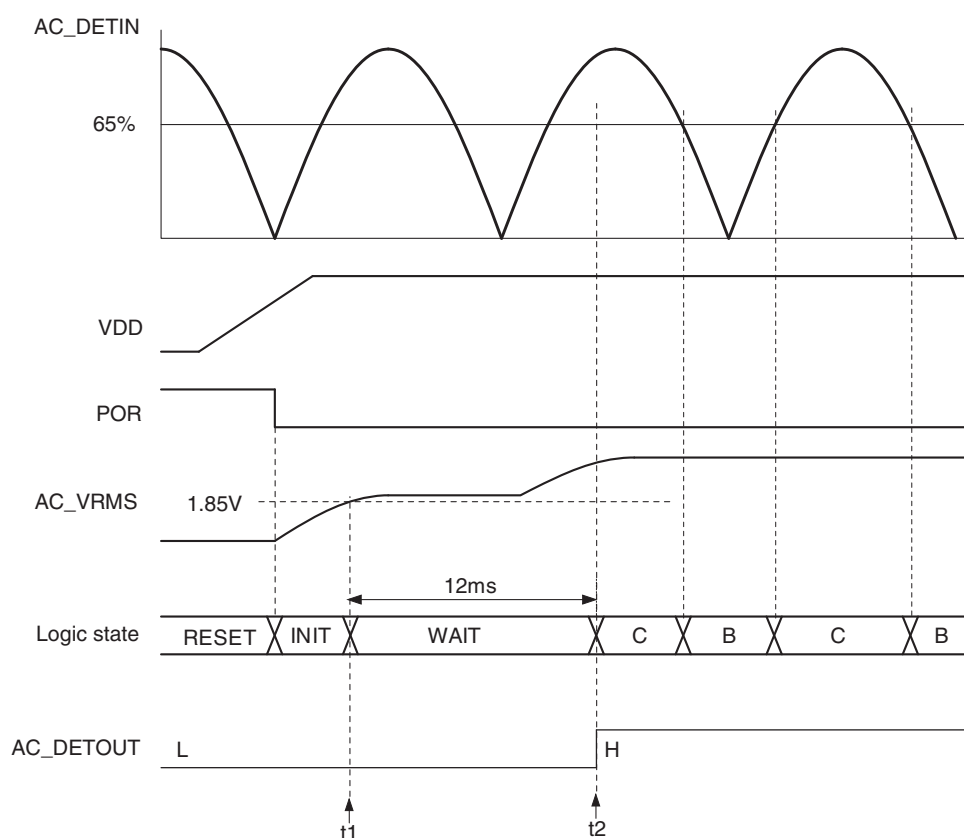 AC_DETIN
65%
VDD
POR
AC_VRMS
1.85V
12ms
Logic state
RESET
INIT
WAIT
C
B
C
B
AC_DETOUT
L
H
t1
t2